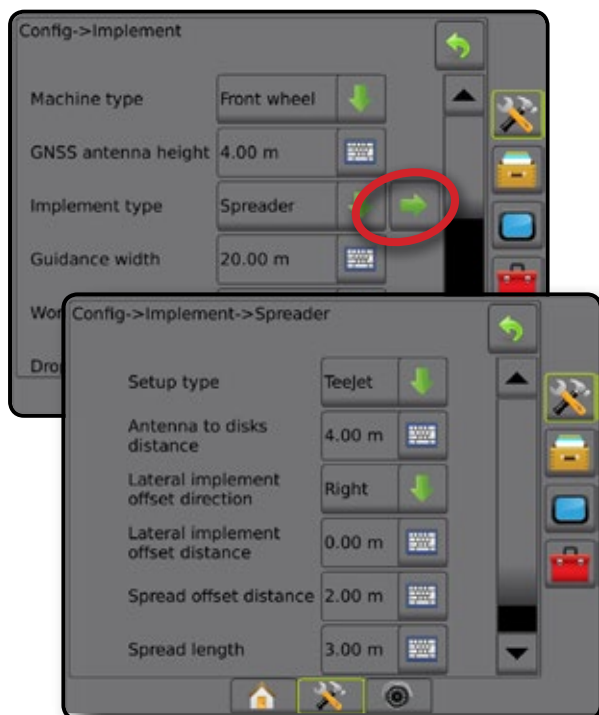 Config->Implement
Machine type Front wheel
GNSS antenna height 4.00 m
Implement type Spreader
Guidance width 20.00 m
Wor
Dro
Config->Implement->Spreader
Setup type TeeJet
Antenna to disks
distance 4.00 m
Lateral implement
offset direction Right
Lateral implement
offset distance 0.00 m
Spread offset distance 2.00 m
Spread length 3.00 m